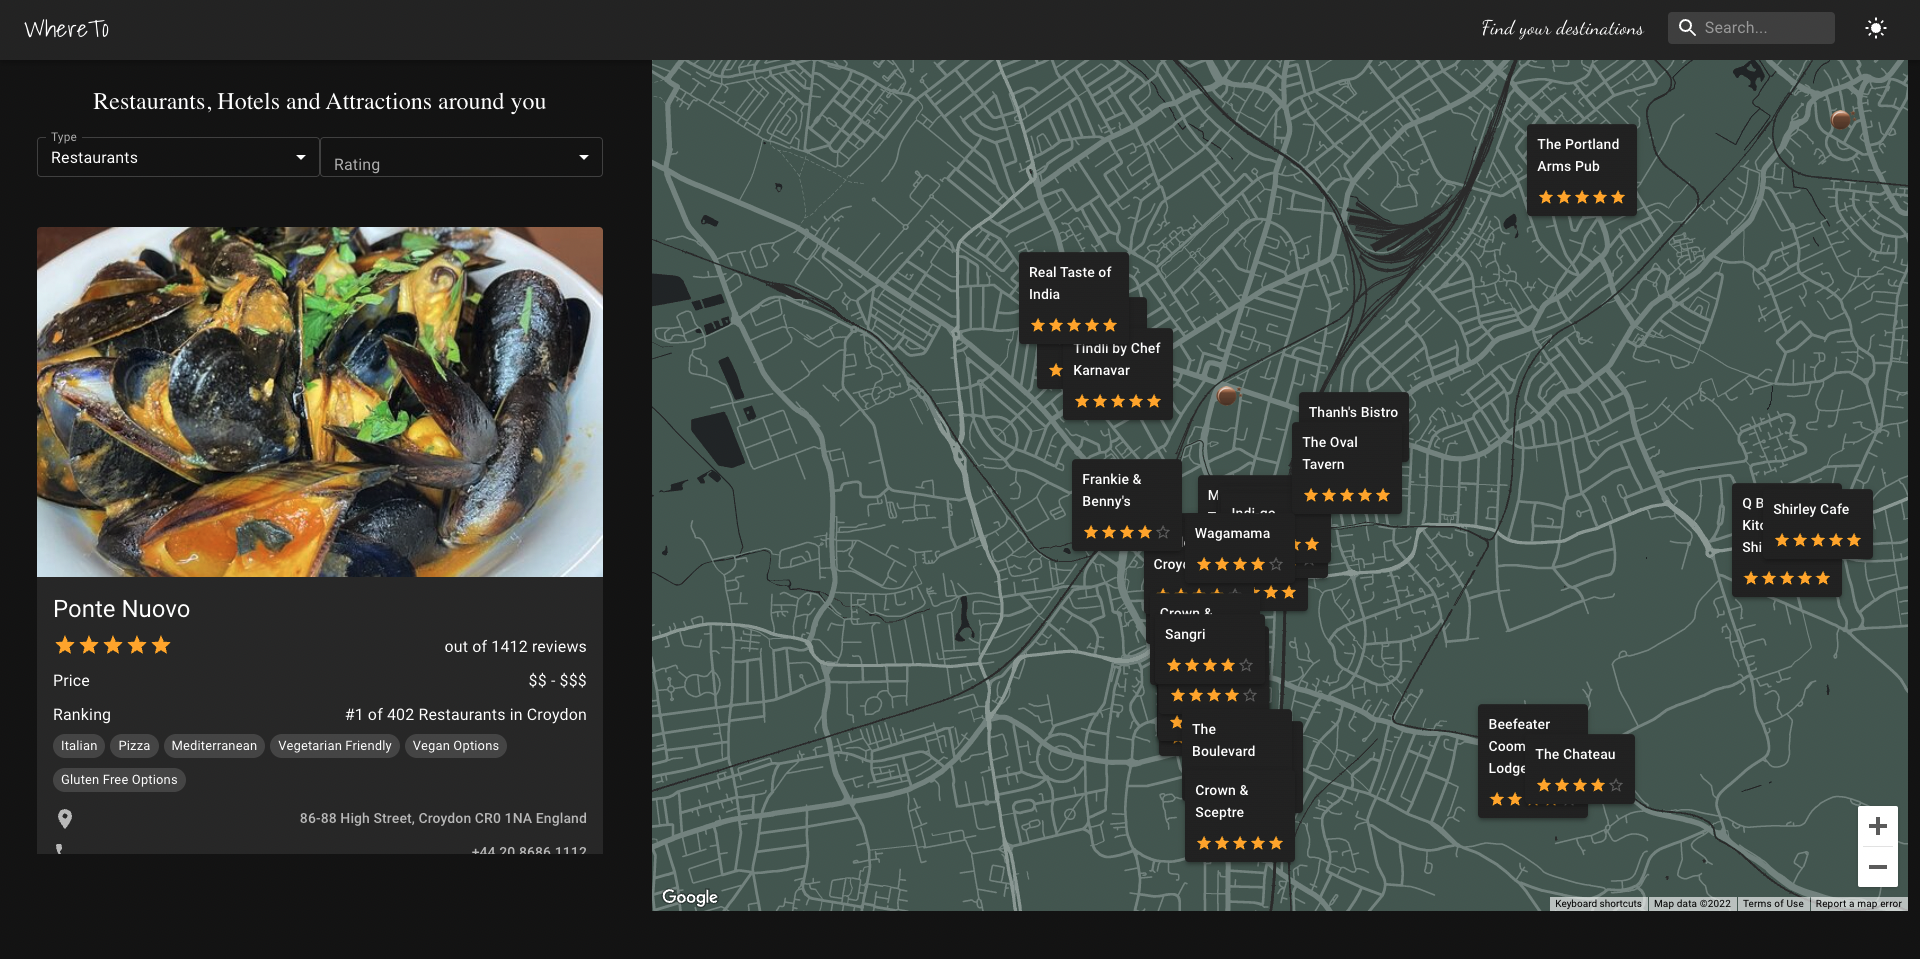 WhereTo
Find your destinations
Search...
Restaurants, Hotels and Attractions around you
Type
Restaurants
Rating
Ponte Nuovo
out of 1412 reviews
Price
$$ - $$$
Ranking
#1 of 402 Restaurants in Croydon
Italian
Pizza
Mediterranean
Vegetarian Friendly
Vegan Options
Gluten Free Options
86-88 High Street, Croydon CR0 1NA England
+44 20 8686 1112
The Portland
Arms Pub
Real Taste of
India
Tindli by Chef
Karnavar
Thanh's Bistro
The Oval
Tavern
Frankie &
Benny's
M
Indi-go
Wagamama
Croyd
Crown &
Sangri
The
Boulevard
Crown &
Sceptre
Q B
Kitc
Shi
Shirley Cafe
Beefeater
Coom
Lodge
The Chateau
Google
Keyboard shortcuts
Map data ©2022
Terms of Use
Report a map error